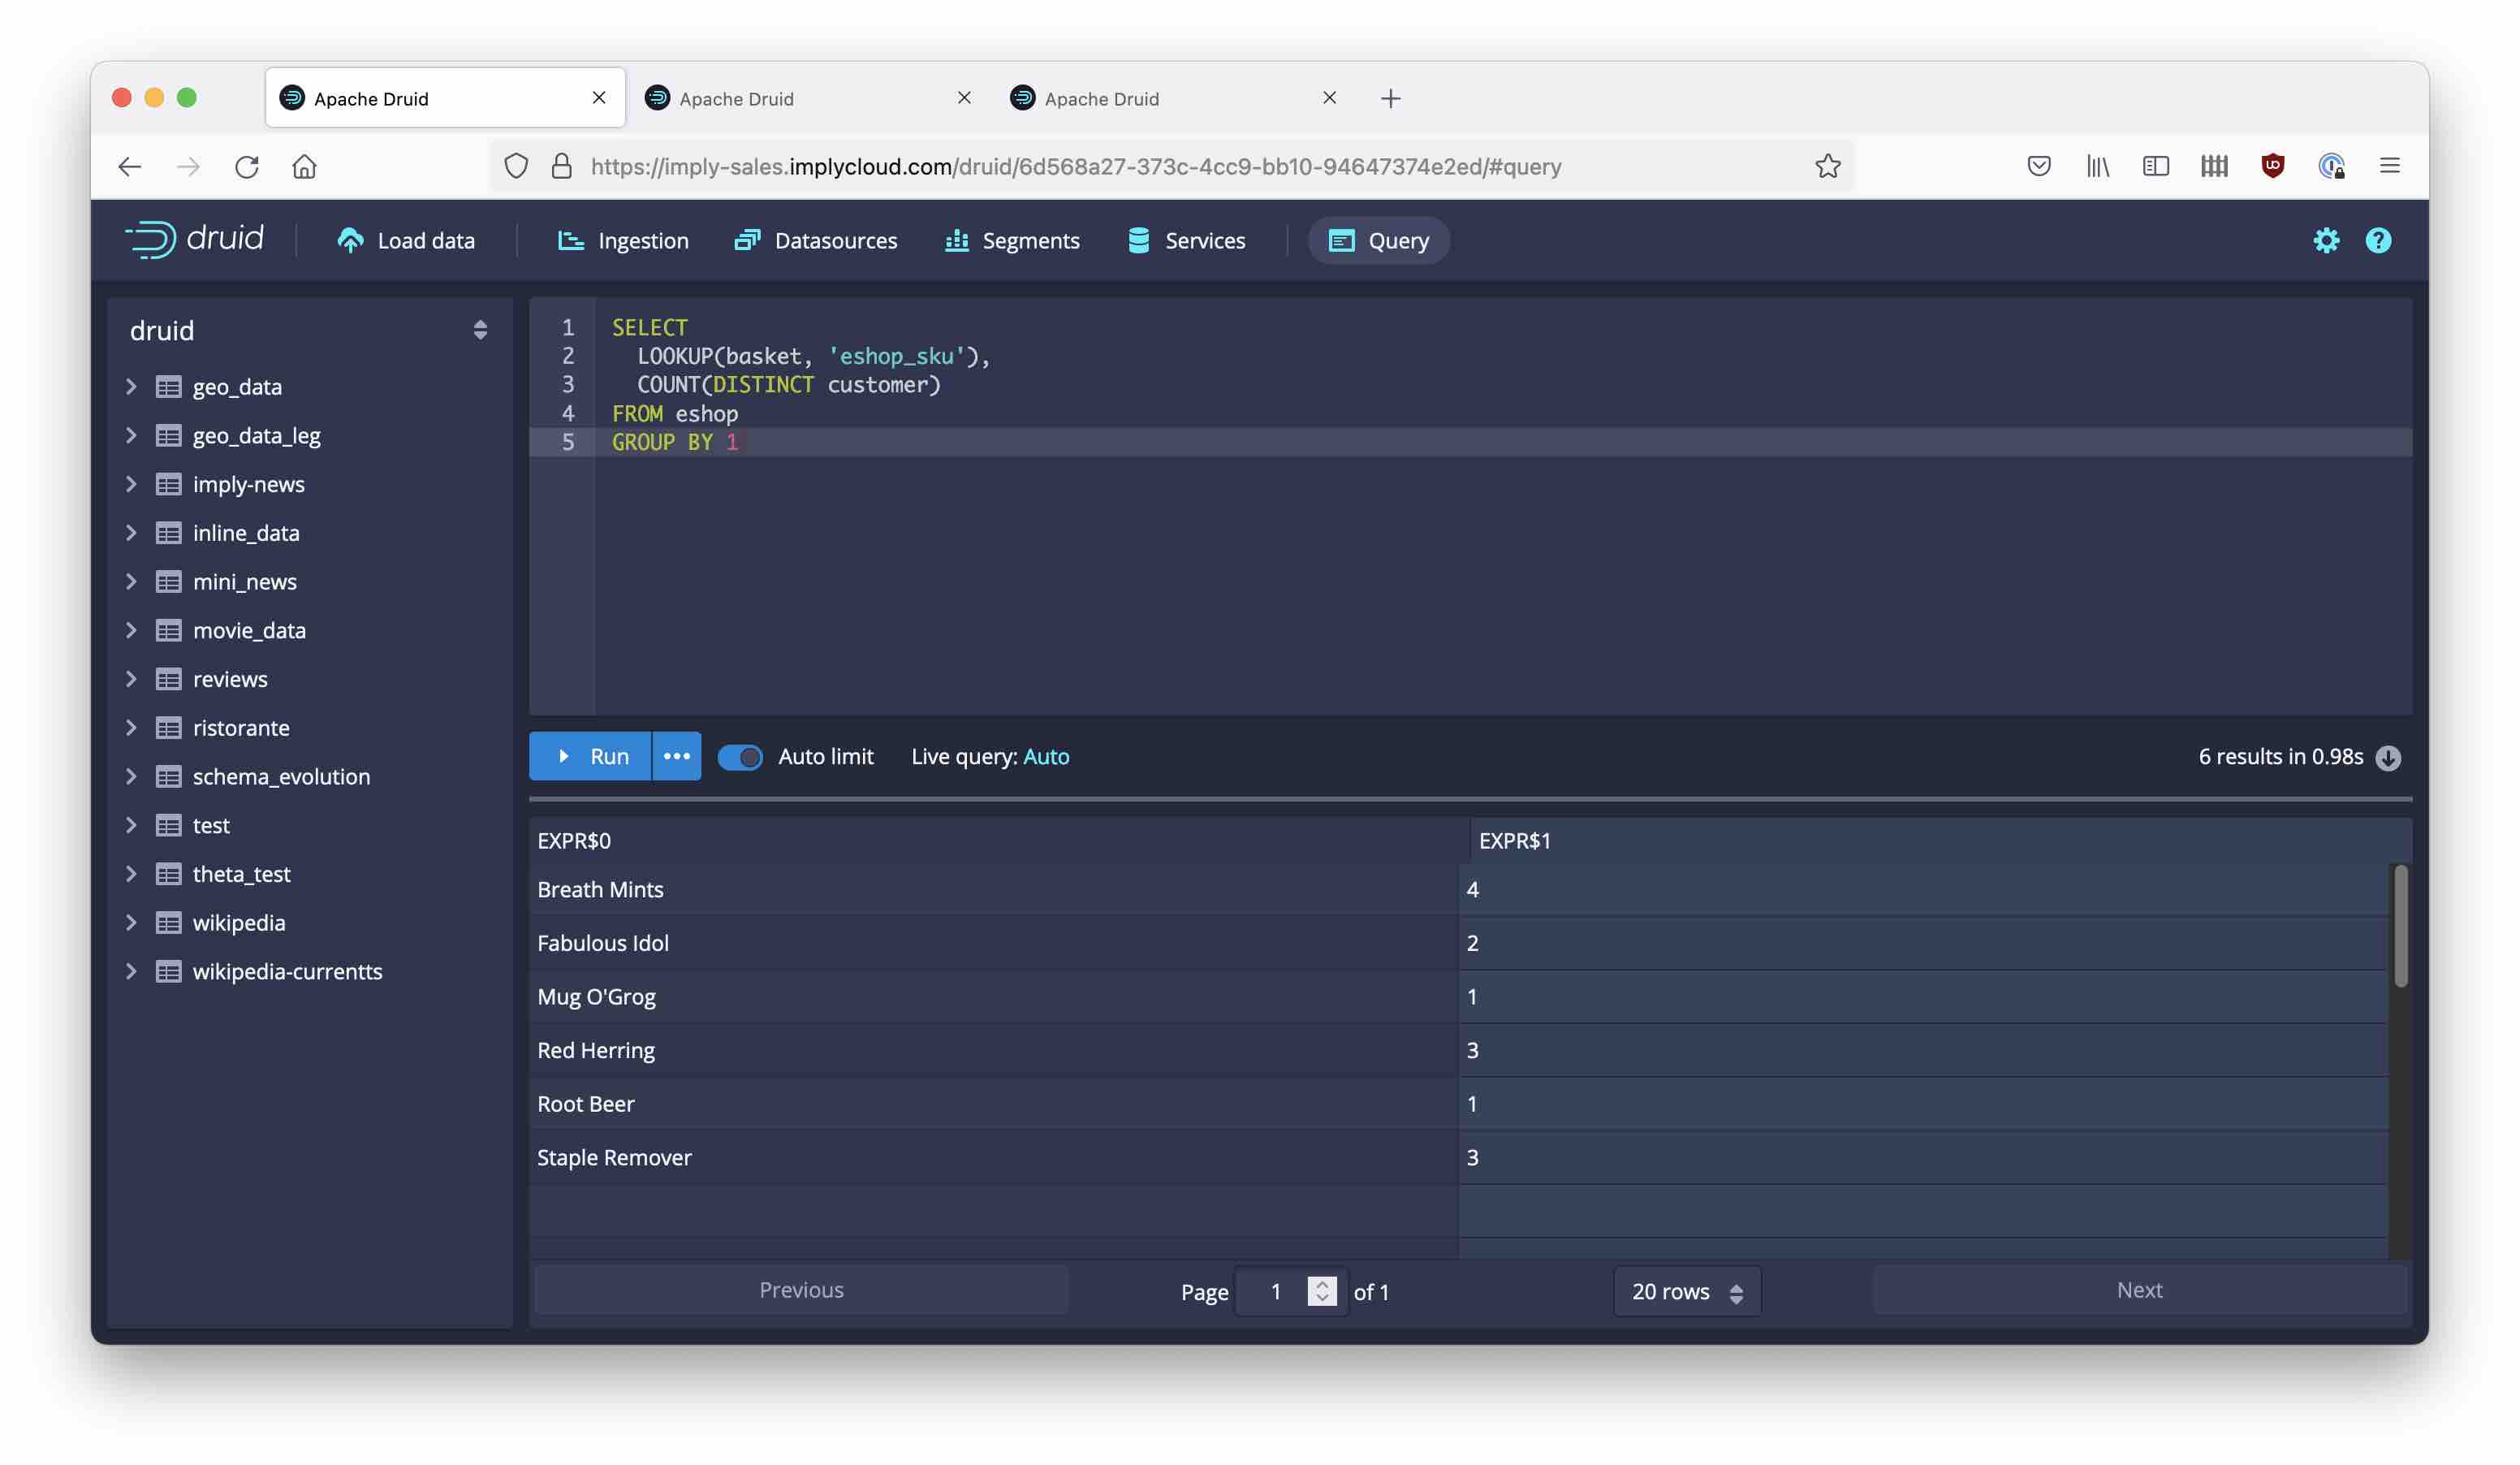 Apache Druid
Apache Druid
Apache Druid
https://imply-sales.implycloud.com/druid/6d568a27-373c-4cc9-bb10-94647374e2ed/#query
druid
Load data
Ingestion
Datasources
Segments
Services
Query
druid
geo_data
geo_data_leg
imply-news
inline_data
mini_news
movie_data
reviews
ristorante
schema_evolution
test
theta_test
wikipedia
wikipedia-currentts
1 SELECT
2 LOOKUP(basket, 'eshop_sku'),
3 COUNT(DISTINCT customer)
4 FROM eshop
5 GROUP BY 1
Run
Auto limit
Live query: Auto
6 results in 0.98s
EXPR$0 EXPR$1
Breath Mints 4
Fabulous Idol 2
Mug O'Grog 1
Red Herring 3
Root Beer 1
Staple Remover 3
Previous
Page 1 of 1
20 rows
Next